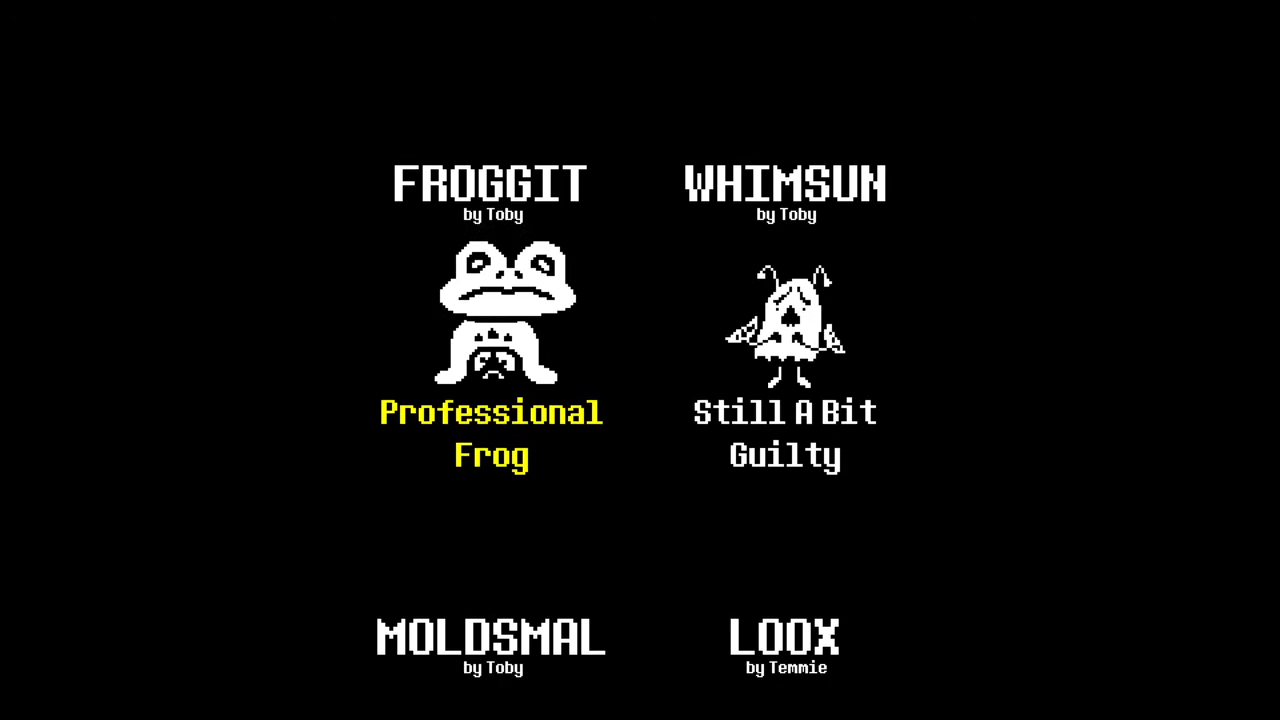 FROGGIT
by Toby
Professional
Frog
WHIMSUN
by Toby
Still A Bit
Guilty
MOLDSMAL
by Toby
LOOX
by Temmie